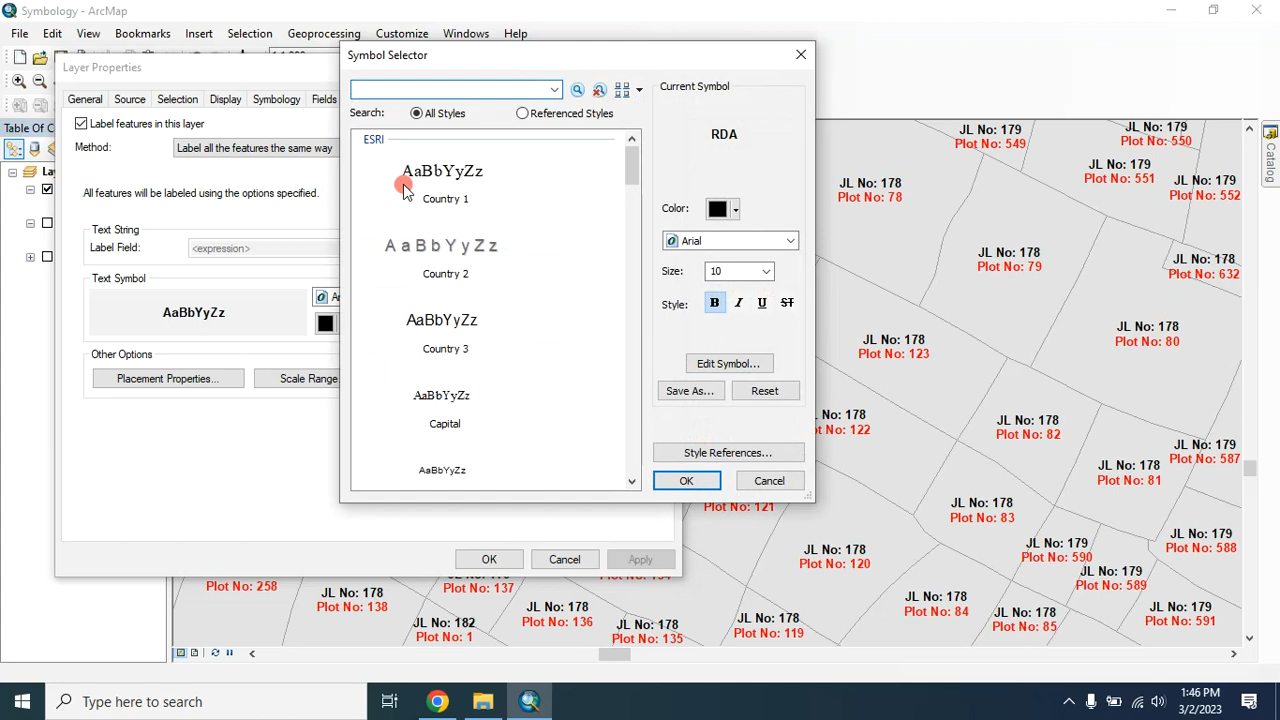 Symbology - ArcMap
File Edit View Bookmarks Insert Selection Geoprocessing Customize Windows Help
Layer Properties
General Source Selection Display Symbology Fields
Table Of C
Label features in this layer
Method: Label all the features the same way
All features will be labeled using the options specified.
Text String
Label Field: <expression>
Text Symbol
AaBbYyZz
Other Options
Placement Properties...
Scale Range
OK Cancel Apply
Symbol Selector
Search: All Styles Referenced Styles
ESRI
AaBbYyZz
Country 1
AaBbYyZz
Country 2
AaBbYyZz
Country 3
AaBbYyZz
Capital
AaBbYyZz
Current Symbol
RDA
Color:
Arial
Size: 10
Style: B I U ST
Edit Symbol...
Save As... Reset
Style References...
OK Cancel
Catalog
JL No: 179
Plot No: 549
JL No: 179
Plot No: 550
JL No: 179
Plot No: 551
JL No: 179
Plot No: 552
JL No: 178
Plot No: 78
JL No: 178
Plot No: 79
JL No: 178
Plot No: 632
JL No: 178
Plot No: 80
JL No: 178
Plot No: 123
JL No: 178
Plot No: 82
JL No: 178
122
JL No: 179
Plot No: 587
JL No: 178
Plot No: 81
JL No: 178
Plot No: 83
Plot No: 121
JL No: 179
Plot No: 588
JL No: 179
Plot No: 590
JL No: 178
Plot No: 120
JL No: 179
Plot No: 589
Plot No: 258
Plot No: 137
JL No: 178
Plot No: 138
JL No: 178
Plot No: 84
JL No: 178
Plot No: 136
JL No: 179
Plot No: 591
JL No: 178
Plot No: 85
JL No: 178
Plot No: 119
JL No: 182
Plot No: 1
JL No: 178
Plot No: 135
Type here to search
1:46 PM
3/2/2023